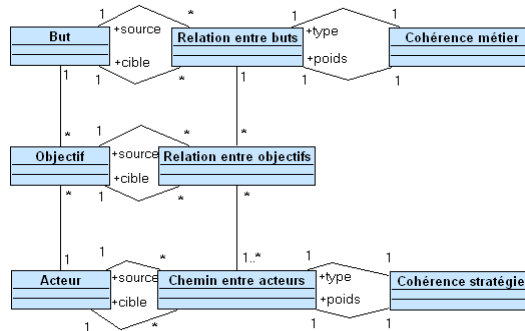 1 * 1 1
But +source Relation entre buts +type Cohérence métier
+cible +poids
1 * 1 1
1 1
* 1 * *
Objectif +source Relation entre objectifs
+cible
* 1 * *
1 1 * 1..* 1 1
Acteur +source Chemin entre acteurs +type Cohérence stratégie
+cible +poids
1 * 1 1